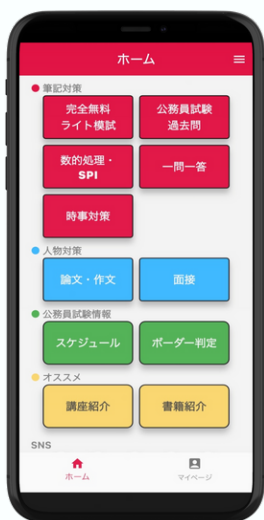 ホーム
筆記対策
完全無料
ライト模試
公務員試験
過去問
数的処理・
SPI
一問一答
時事対策
人物対策
論文・作文
面接
公務員試験情報
スケジュール
ボーダー判定
オススメ
講座紹介
書籍紹介
SNS
ホーム
マイページ